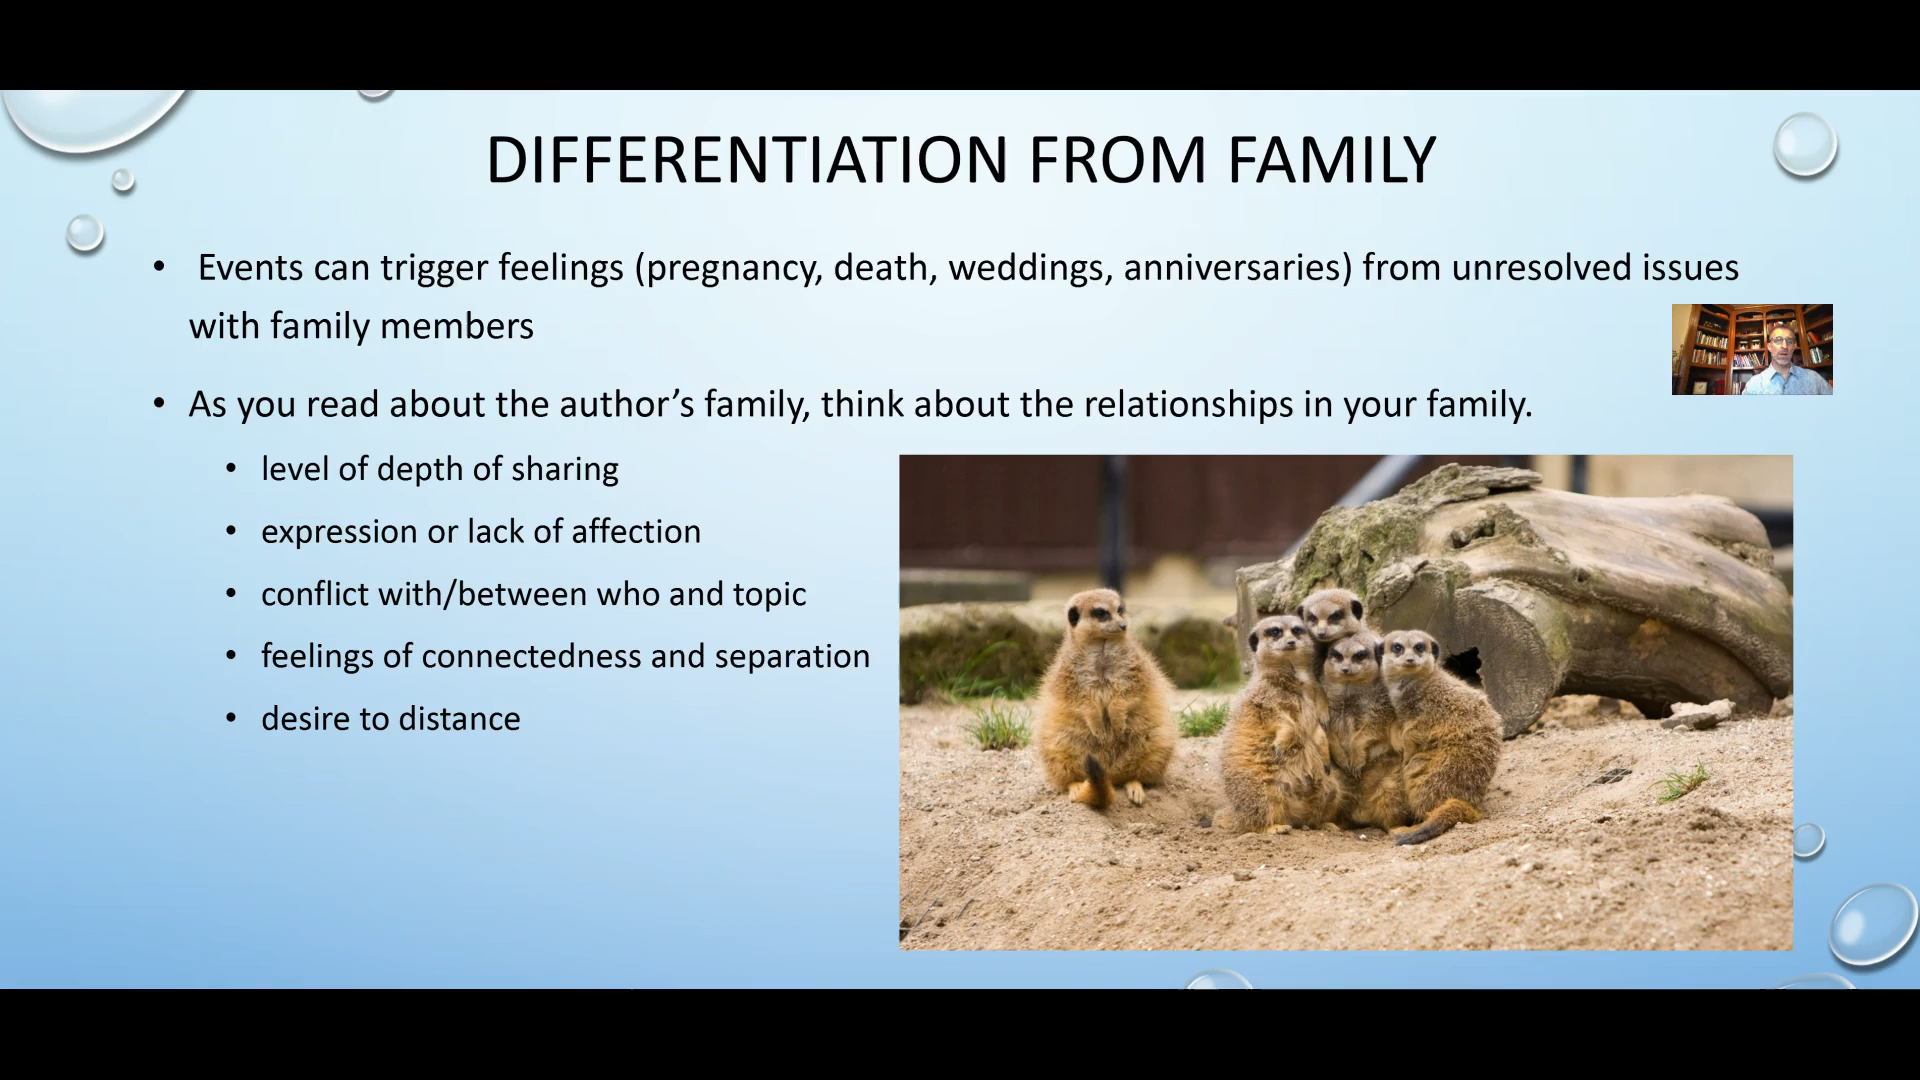 DIFFERENTIATION FROM FAMILY
• Events can trigger feelings (pregnancy, death, weddings, anniversaries) from unresolved issues
with family members
• As you read about the author’s family, think about the relationships in your family.
• level of depth of sharing
• expression or lack of affection
• conflict with/between who and topic
• feelings of connectedness and separation
• desire to distance